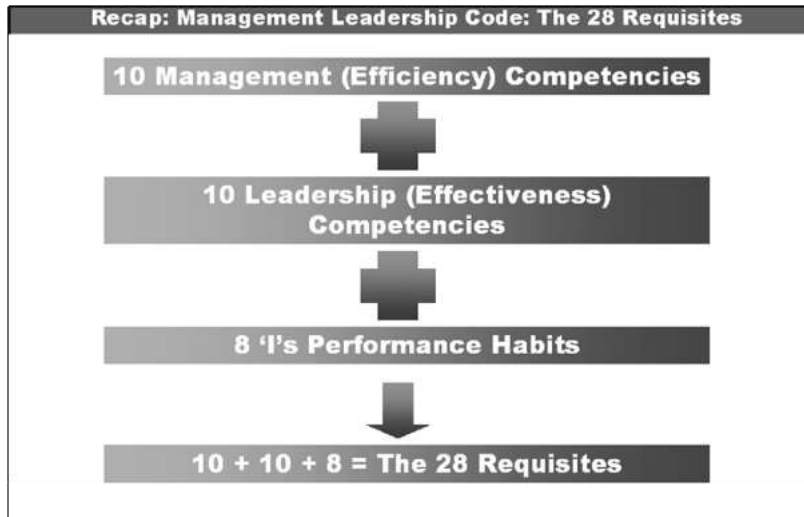 Recap: Management Leadership Code: The 28 Requisites
10 Management (Efficiency) Competencies
10 Leadership (Effectiveness)
Competencies
8 ‘I’s Performance Habits
10 + 10 + 8 = The 28 Requisites